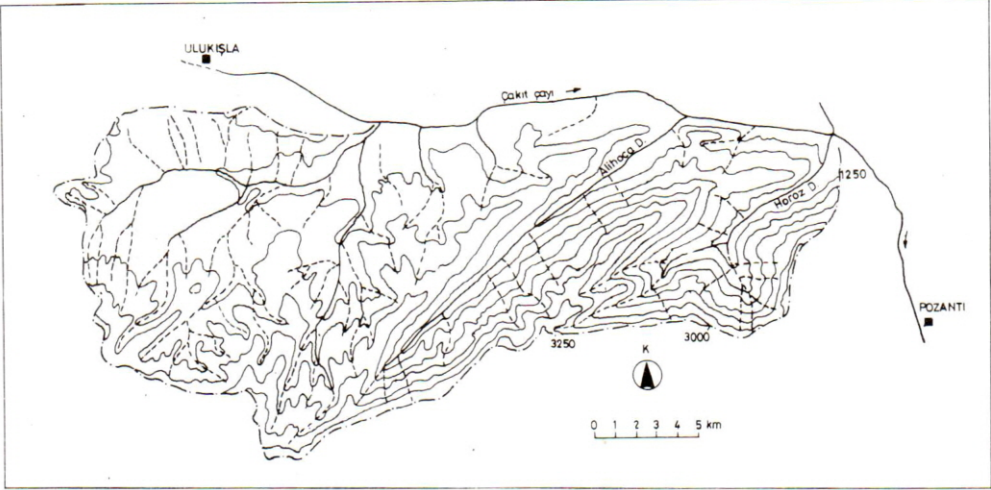 ULUKIŞLA
Çakıt çayı
Alihoca D.
Horoz D.
1250
POZANTI
3250
3000
K
0 1 2 3 4 5 km